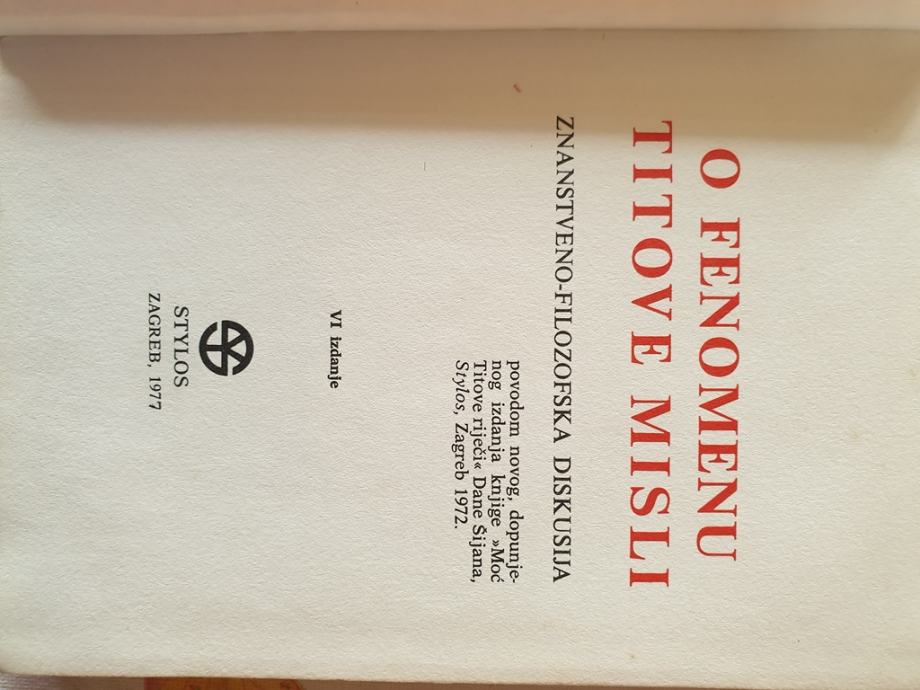 O FENOMENU
TITOVE MISLI
ZNANSTVENO-FILOZOFSKA DISKUSIJA
povodom novog, dopunje-
nog izdanja knjige »Moć
Titove riječi« Dane Šijana,
Stylos, Zagreb 1972.
VI izdanje
STYLOS
ZAGREB, 1977